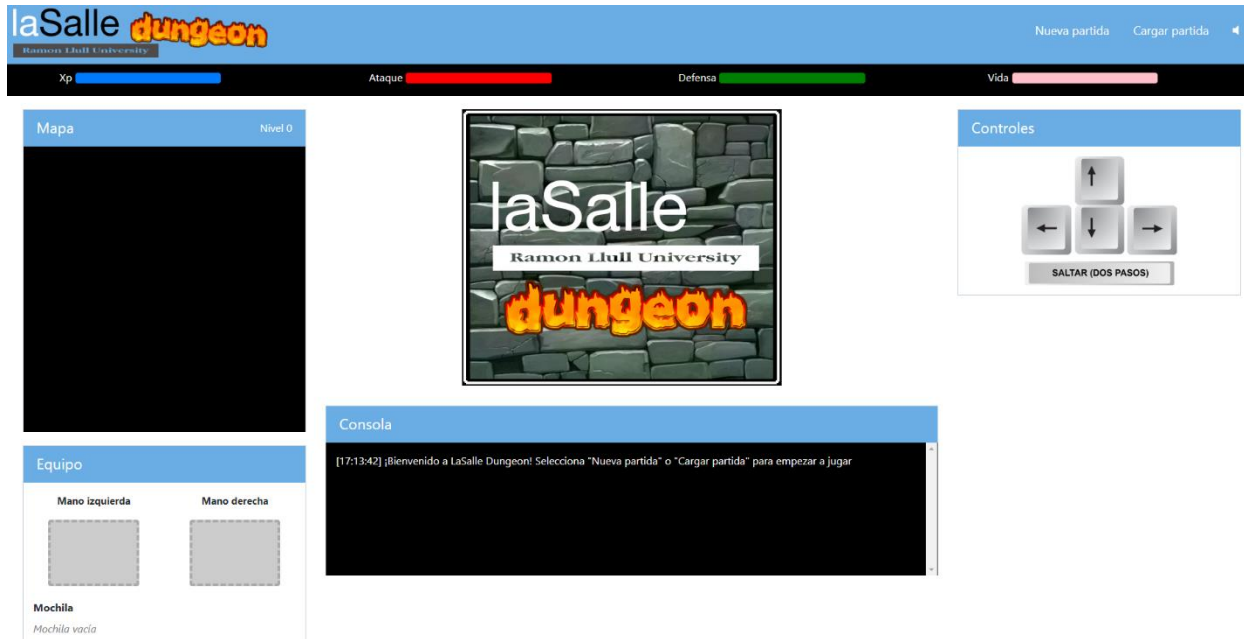 laSalle dungeon
Ramon Llull University
Nueva partida Cargar partida
Xp Ataque Defensa Vida
Mapa Nivel 0
laSalle
Ramon Llull University
dungeon
Controles
SALTAR (DOS PASOS)
Consola
[17:13:42] ¡Bienvenido a LaSalle Dungeon! Selecciona "Nueva partida" o "Cargar partida" para empezar a jugar
Equipo
Mano izquierda Mano derecha
Mochila
Mochila vacía